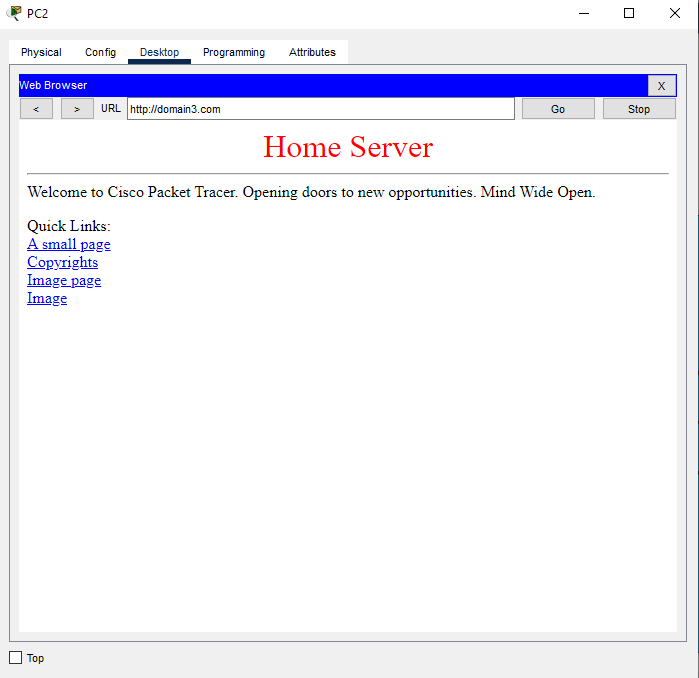 PC2
Physical Config Desktop Programming Attributes
Web Browser X
< > URL http://domain3.com Go Stop
Home Server
Welcome to Cisco Packet Tracer. Opening doors to new opportunities. Mind Wide Open.
Quick Links:
A small page
Copyrights
Image page
Image
Top